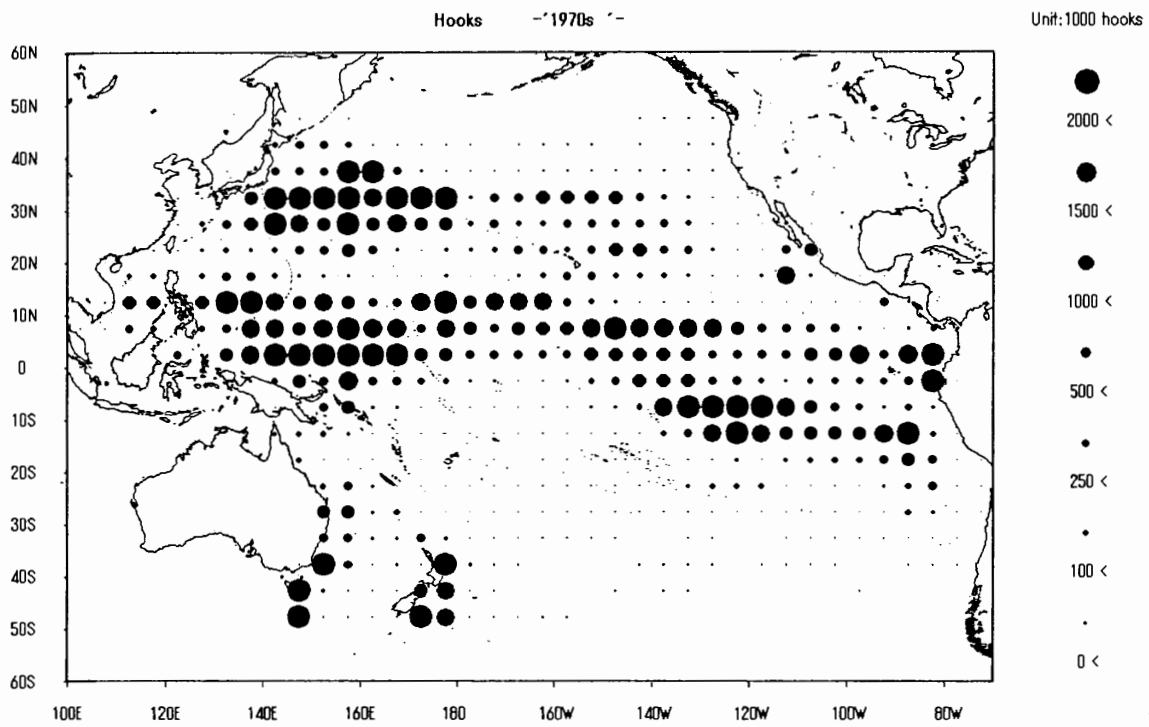 Hooks -´1970s ´-
Unit:1000 hooks
60N
50N
40N
30N
20N
10N
0
10S
20S
30S
40S
50S
60S
100E 120E 140E 160E 180 160W 140W 120W 100W 80W
2000 <
1500 <
1000 <
500 <
250 <
100 <
0 <